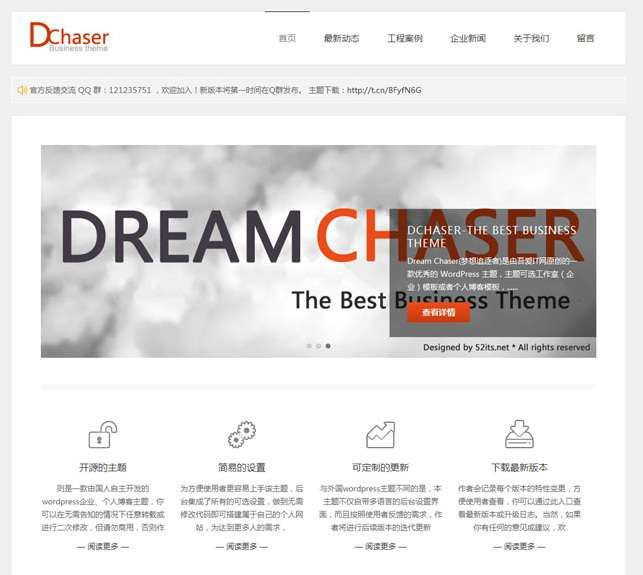 DChaser
Business theme
首页 最新动态 工程案例 企业新闻 关于我们 留言
官方反馈交流 QQ 群：121235751 ，欢迎加入！新版本将第一时间在Q群发布。 主题下载：http://t.cn/8FyfN6G
DREAM CHASER
DCHASER-THE BEST BUSINESS
THEME
Dream Chaser(梦想追逐者)是由吾爱IT网原创的一
款优秀的 WordPress 主题，主题可选工作室（企
业）模板或者个人博客模板，......
The Best Business Theme
查看详情
Designed by 52its.net * All rights reserved
开源的主题
则是一款由国人自主开发的
wordpress企业、个人博客主题，你
可以在无需告知的情况下任意转载或
进行二次修改，但请勿商用，否则作
— 阅读更多 —
简易的设置
为方便使用者更容易上手该主题，后
台集成了所有的可选设置，做到无需
修改代码即可搭建属于自己的个人网
站，为达到更多人的需求，
— 阅读更多 —
可定制的更新
与外国wordpress主题不同的是，本
主题不仅自带多语言的后台设置界
面，而且按照使用者反馈的需求，作
者将进行后续版本的迭代更新
— 阅读更多 —
下载最新版本
作者会记录每个版本的特性变更，方
便使用者查看，你可以通过此入口查
看最新版本或升级日志。当然，如果
你有任何的意见或建议，欢
— 阅读更多 —